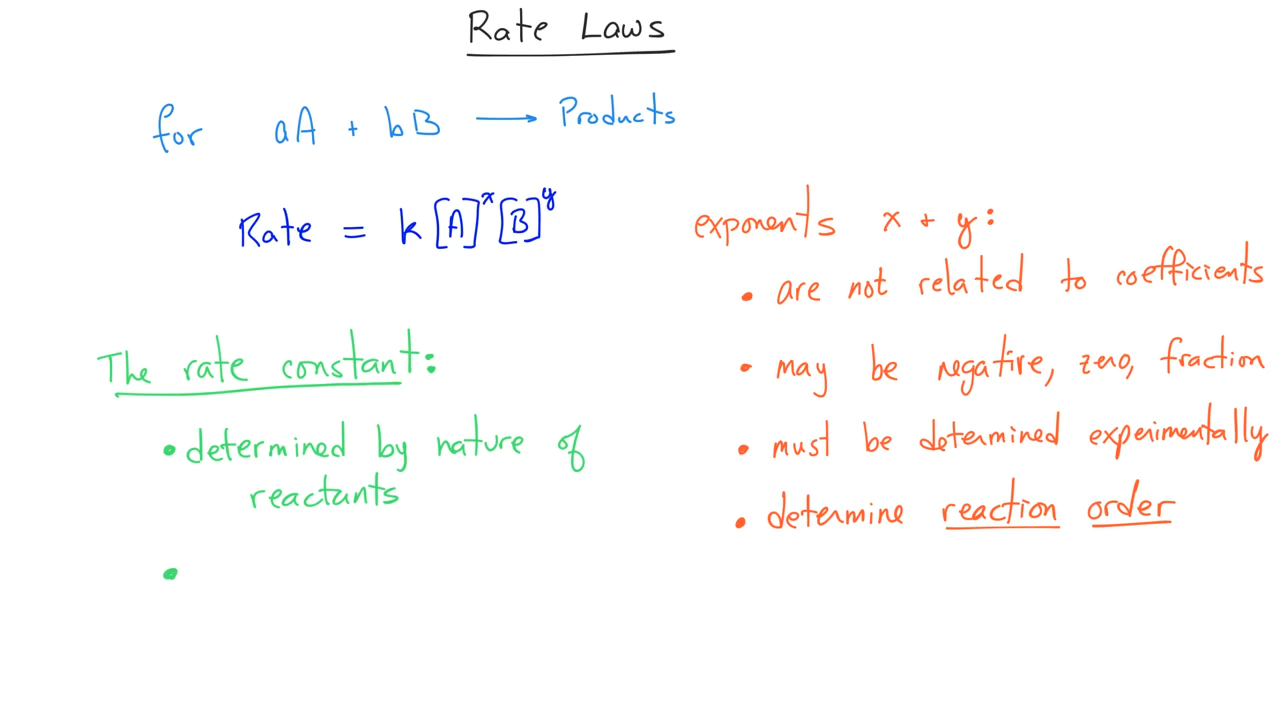 Rate Laws
for aA + bB ⟶ Products
Rate = k[A]ˣ[B]ʸ
The rate constant:
• determined by nature of
reactants
•
exponents x + y:
• are not related to coefficients
• may be negative, zero, fraction
• must be determined experimentally
• determine reaction order